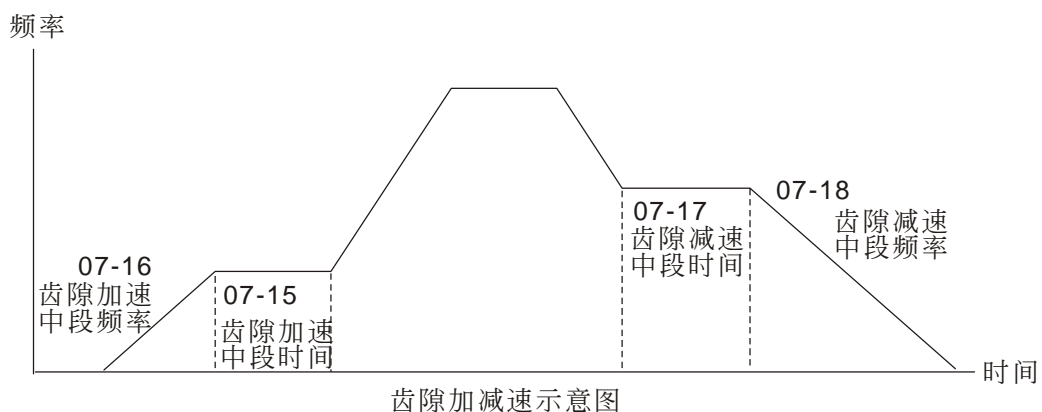 频率
07-16
齿隙加速
中段频率
07-15
齿隙加速
中段时间
07-17
齿隙减速
中段时间
07-18
齿隙减速
中段频率
时间
齿隙加减速示意图